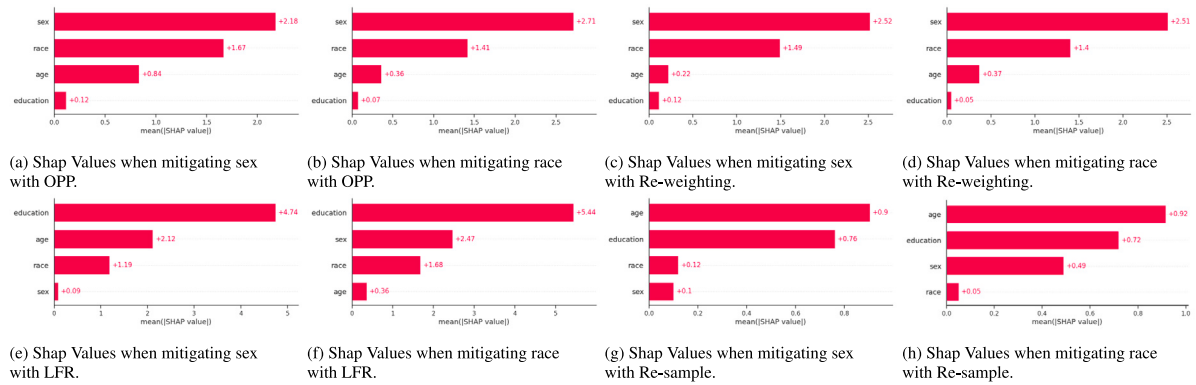 sex
+2.18
race
+1.67
age
+0.84
education
+0.12
0.0 0.5 1.0 1.5 2.0
mean(|SHAP value|)
(a) Shap Values when mitigating sex
with OPP.
sex
+2.71
race
+1.41
age
+0.36
education
+0.07
0.0 0.5 1.0 1.5 2.0 2.5
mean(|SHAP value|)
(b) Shap Values when mitigating race
with OPP.
sex
+2.52
race
+1.49
age
+0.22
education
+0.12
0.0 0.5 1.0 1.5 2.0 2.5
mean(|SHAP value|)
(c) Shap Values when mitigating sex
with Re-weighting.
sex
+2.51
race
+1.4
age
+0.37
education
+0.05
0.0 0.5 1.0 1.5 2.0 2.5
mean(|SHAP value|)
(d) Shap Values when mitigating race
with Re-weighting.
education
+4.74
age
+2.12
race
+1.19
sex
+0.09
0 1 2 3 4 5
mean(|SHAP value|)
(e) Shap Values when mitigating sex
with LFR.
education
+5.44
sex
+2.47
race
+1.68
age
+0.36
0 1 2 3 4 5
mean(|SHAP value|)
(f) Shap Values when mitigating race
with LFR.
age
+0.9
education
+0.76
race
+0.12
sex
+0.1
0.0 0.2 0.4 0.6 0.8
mean(|SHAP value|)
(g) Shap Values when mitigating sex
with Re-sample.
age
+0.92
education
+0.72
sex
+0.49
race
+0.05
0.0 0.2 0.4 0.6 0.8 1.0
mean(|SHAP value|)
(h) Shap Values when mitigating race
with Re-sample.